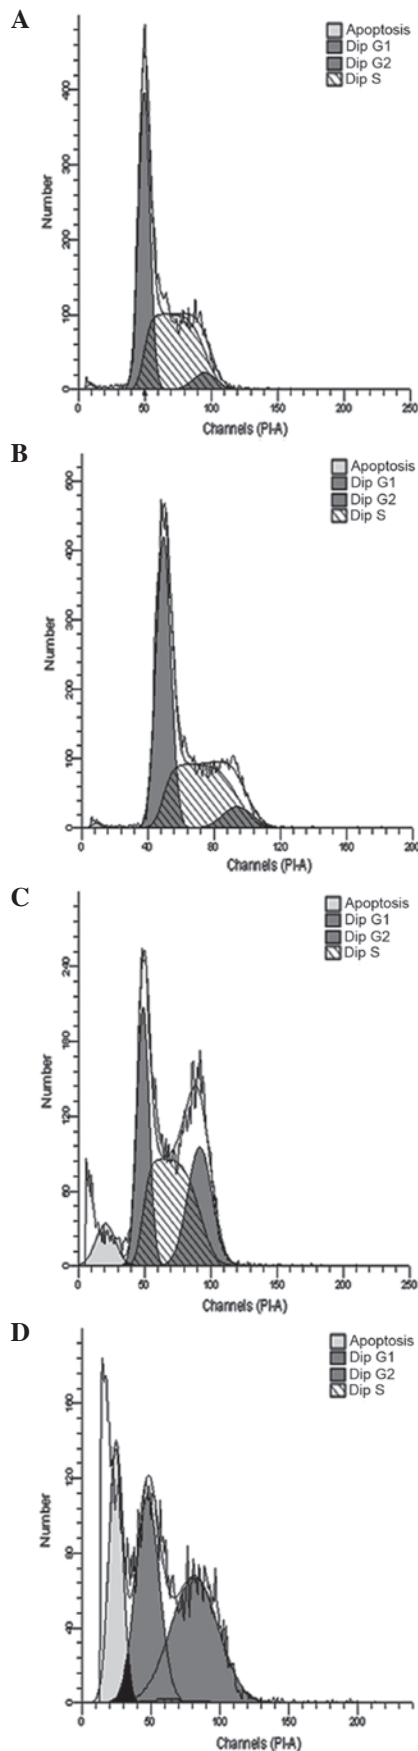 A
Apoptosis
Dip G1
Dip G2
Dip S
Number
400
300
200
100
0
0 50 100 150 200 250
Channels (PI-A)
B
Apoptosis
Dip G1
Dip G2
Dip S
Number
500
400
300
200
100
0
0 40 80 120 160 200
Channels (PI-A)
C
Apoptosis
Dip G1
Dip G2
Dip S
Number
240
180
120
60
0
0 50 100 150 200 250
Channels (PI-A)
D
Apoptosis
Dip G1
Dip G2
Dip S
Number
160
120
80
40
0
0 50 100 150 200
Channels (PI-A)